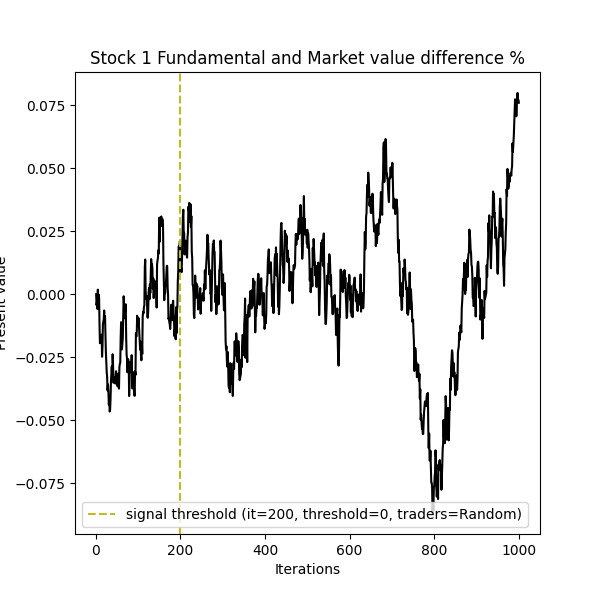 Stock 1 Fundamental and Market value difference %
0.075
0.050
0.025
0.000
−0.025
−0.050
−0.075
Present value
signal threshold (it=200, threshold=0, traders=Random)
0 200 400 600 800 1000
Iterations